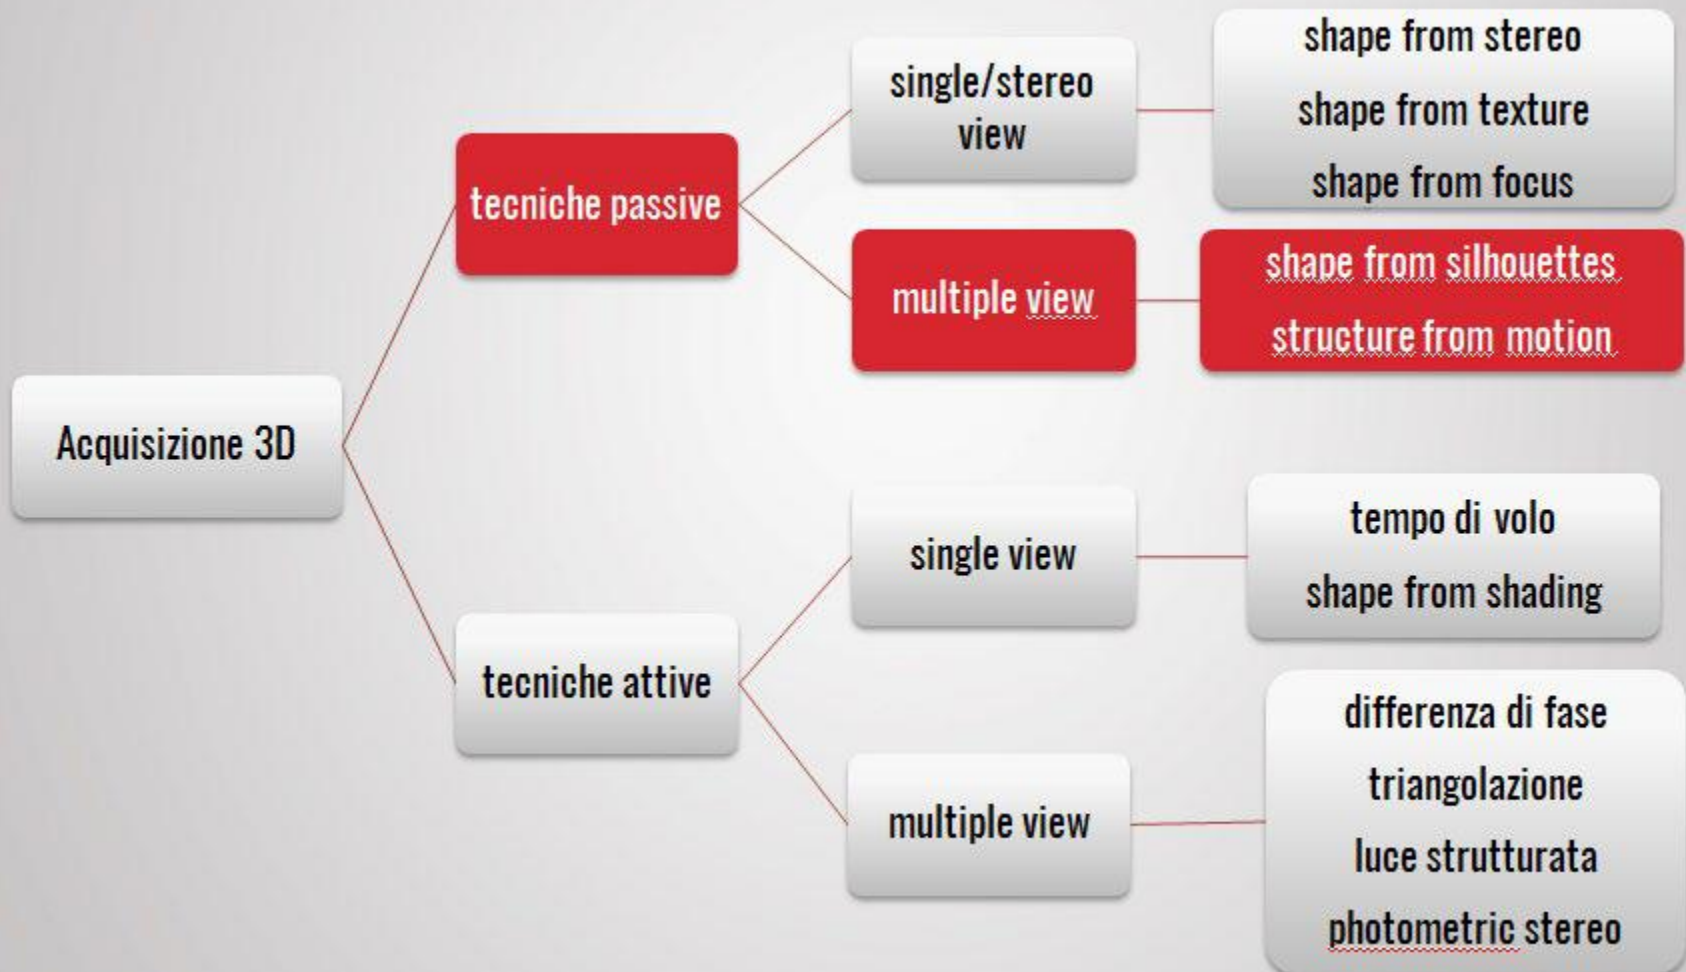 Acquisizione 3D
tecniche passive
single/stereo
view
shape from stereo
shape from texture
shape from focus
multiple view
shape from silhouettes
structure from motion
tecniche attive
single view
tempo di volo
shape from shading
multiple view
differenza di fase
triangolazione
luce strutturata
photometric stereo